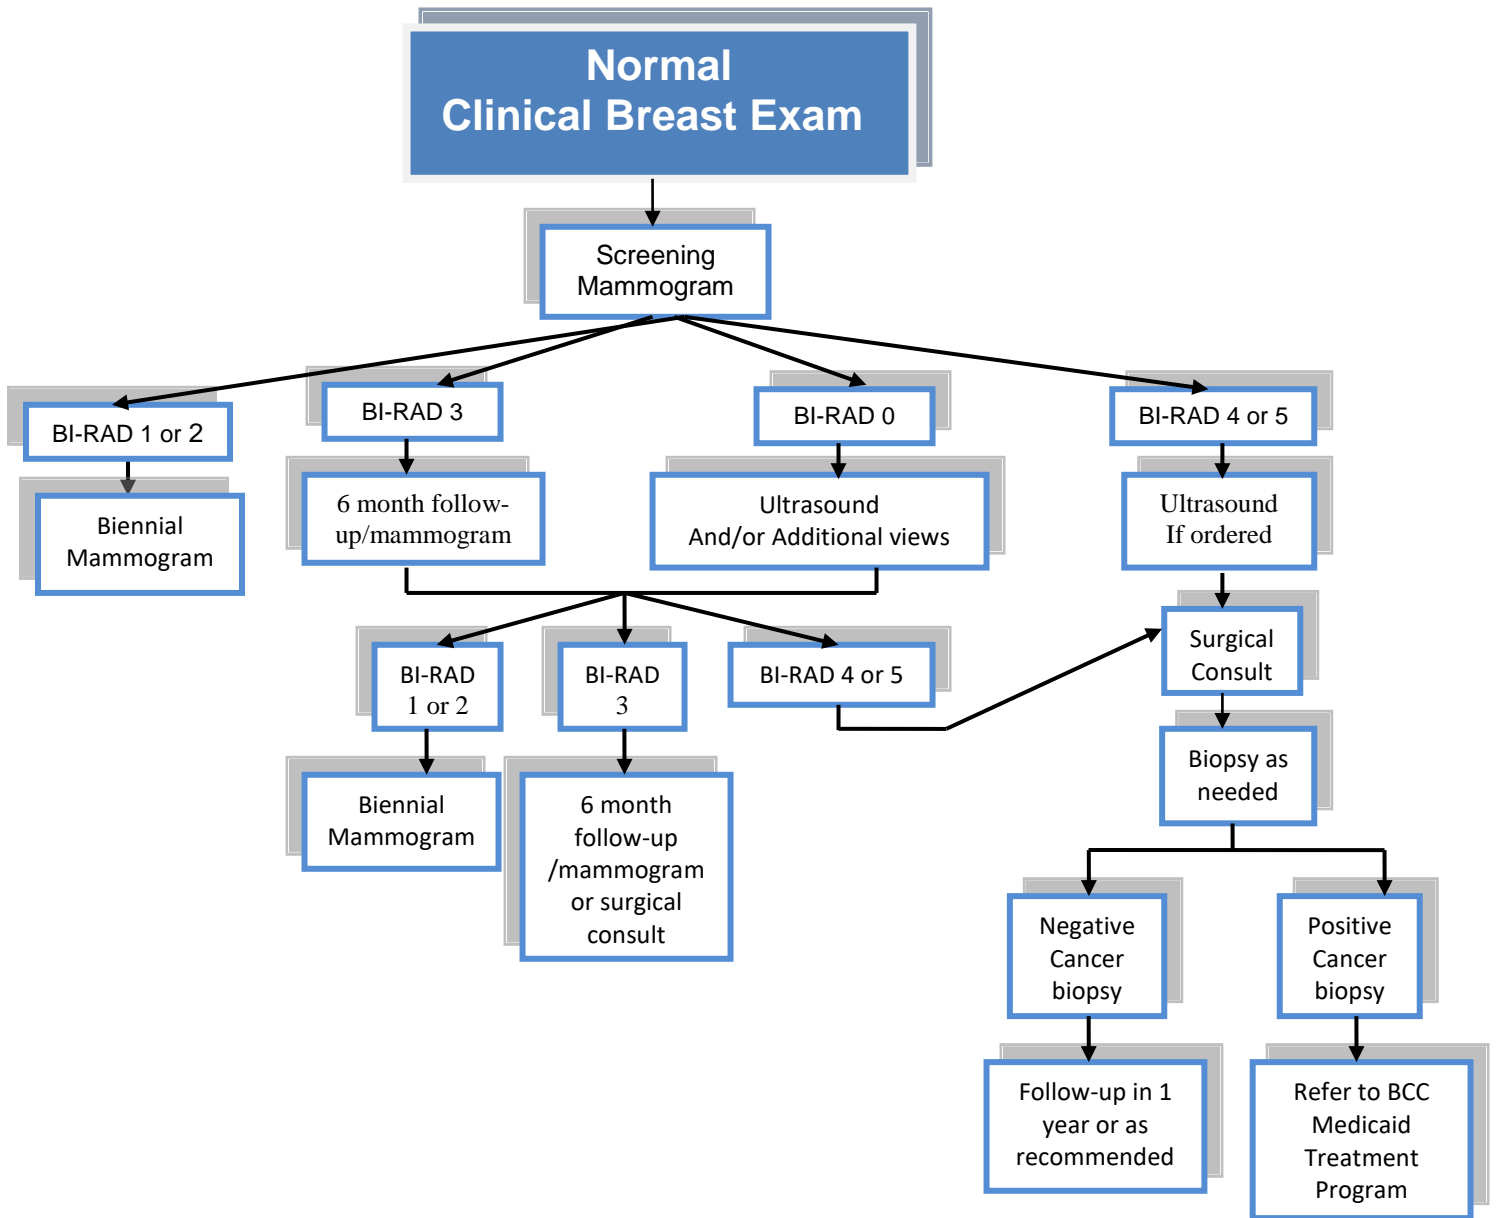 Normal
Clinical Breast Exam
Screening
Mammogram
BI-RAD 1 or 2
BI-RAD 3
BI-RAD 0
BI-RAD 4 or 5
Biennial
Mammogram
6 month follow-
up/mammogram
Ultrasound
And/or Additional views
Ultrasound
If ordered
BI-RAD
1 or 2
BI-RAD
3
BI-RAD 4 or 5
Surgical
Consult
Biennial
Mammogram
6 month
follow-up
/mammogram
or surgical
consult
Biopsy as
needed
Negative
Cancer
biopsy
Positive
Cancer
biopsy
Follow-up in 1
year or as
recommended
Refer to BCC
Medicaid
Treatment
Program